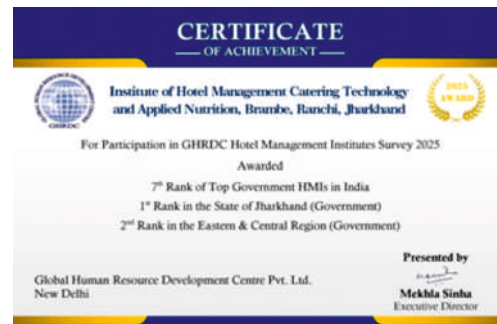 CERTIFICATE
OF ACHIEVEMENT
Institute of Hotel Management Catering Technology
and Applied Nutrition, Brambe, Ranchi, Jharkhand
GHRDC
2025
AWARD
For Participation in GHRDC Hotel Management Institutes Survey 2025
Awarded
7th Rank of Top Government HMIs in India
1st Rank in the State of Jharkhand (Government)
2nd Rank in the Eastern & Central Region (Government)
Presented by
Global Human Resource Development Centre Pvt. Ltd.
New Delhi
Mekhla Sinha
Executive Director